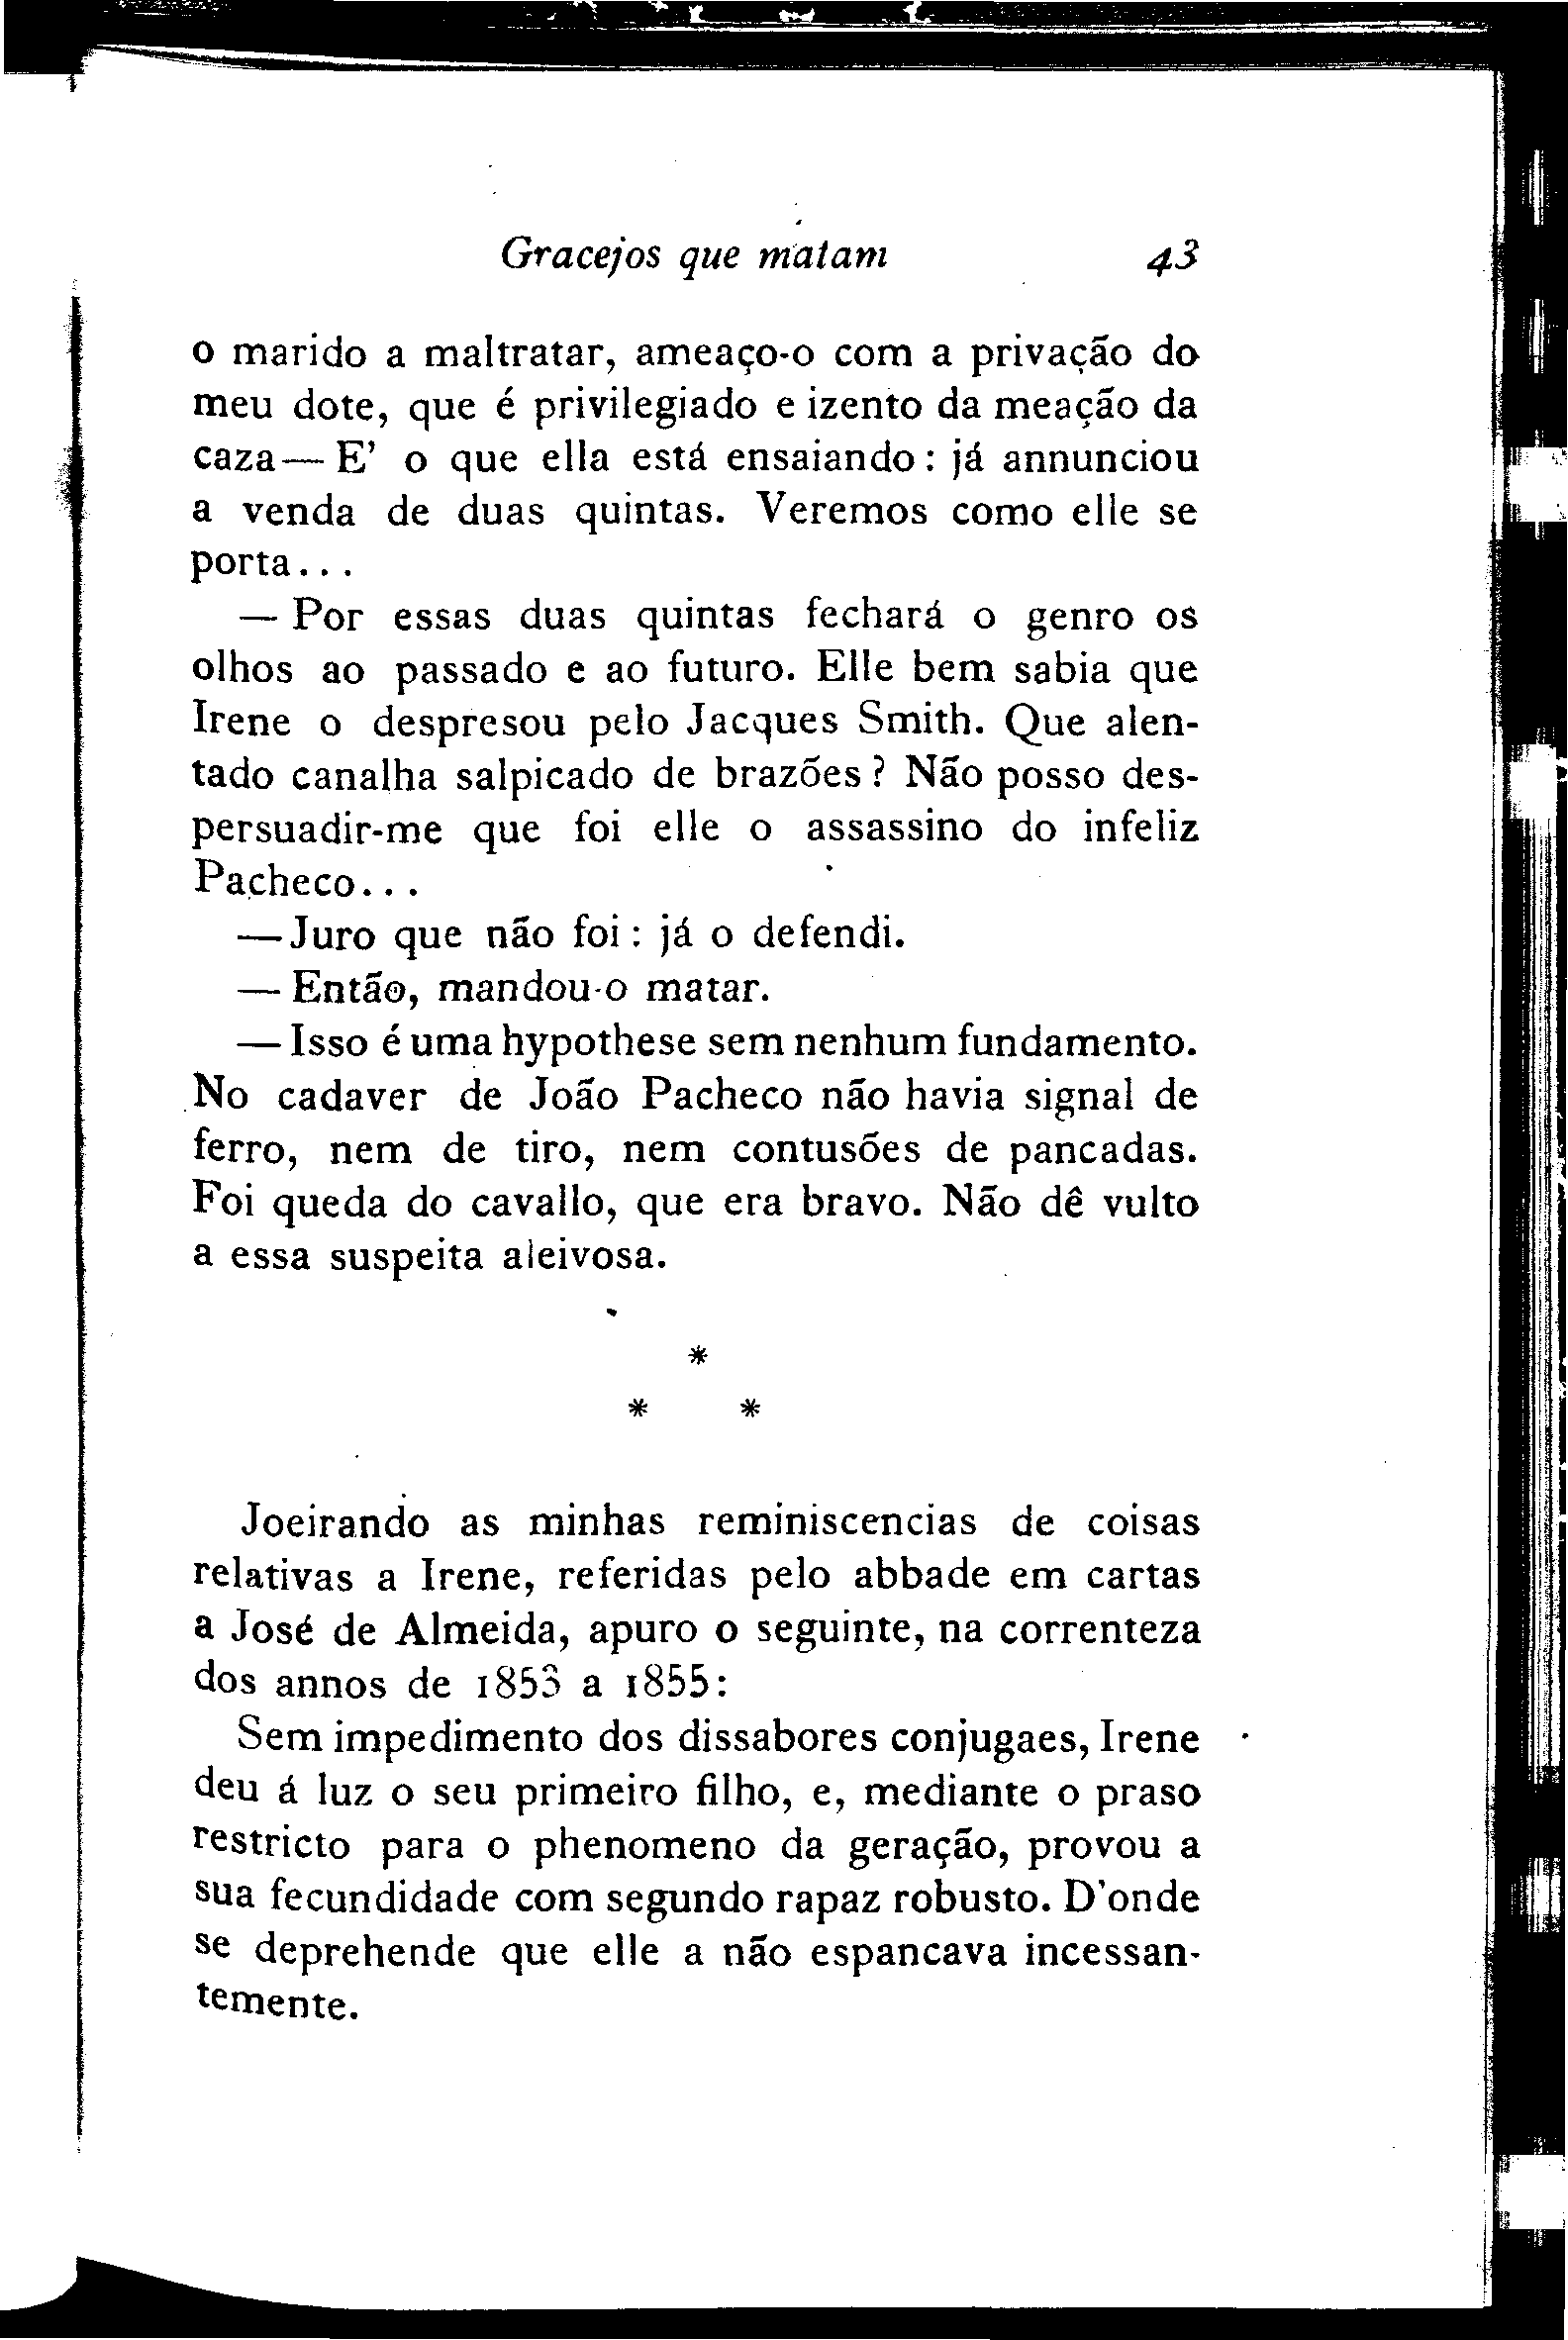 Gracejos que matam 43
o marido a maltratar, ameaço-o com a privação do
meu dote, que é privilegiado e izento da meação da
caza— E' o que ella está ensaiando: já annunciou
a venda de duas quintas. Veremos como elle se
porta...
— Por essas duas quintas fechará o genro os
olhos ao passado e ao futuro. Elle bem sabia que
Irene o despresou pelo Jacques Smith. Que alen-
tado canalha salpicado de brazões? Não posso des-
persuadir-me que foi elle o assassino do infeliz
Pacheco...
—Juro que não foi: já o defendi.
— Então, mandou-o matar.
— Isso é uma hypothese sem nenhum fundamento.
No cadaver de João Pacheco não havia signal de
ferro, nem de tiro, nem contusões de pancadas.
Foi queda do cavallo, que era bravo. Não dê vulto
a essa suspeita aleivosa.
*
* *
Joeirando as minhas reminiscencias de coisas
relativas a Irene, referidas pelo abbade em cartas
a José de Almeida, apuro o seguinte, na correnteza
dos annos de 1853 a 1855:
Sem impedimento dos dissabores conjugaes, Irene
deu á luz o seu primeiro filho, e, mediante o praso
restricto para o phenomeno da geração, provou a
sua fecundidade com segundo rapaz robusto. D'onde
se deprehende que elle a não espancava incessan-
temente.